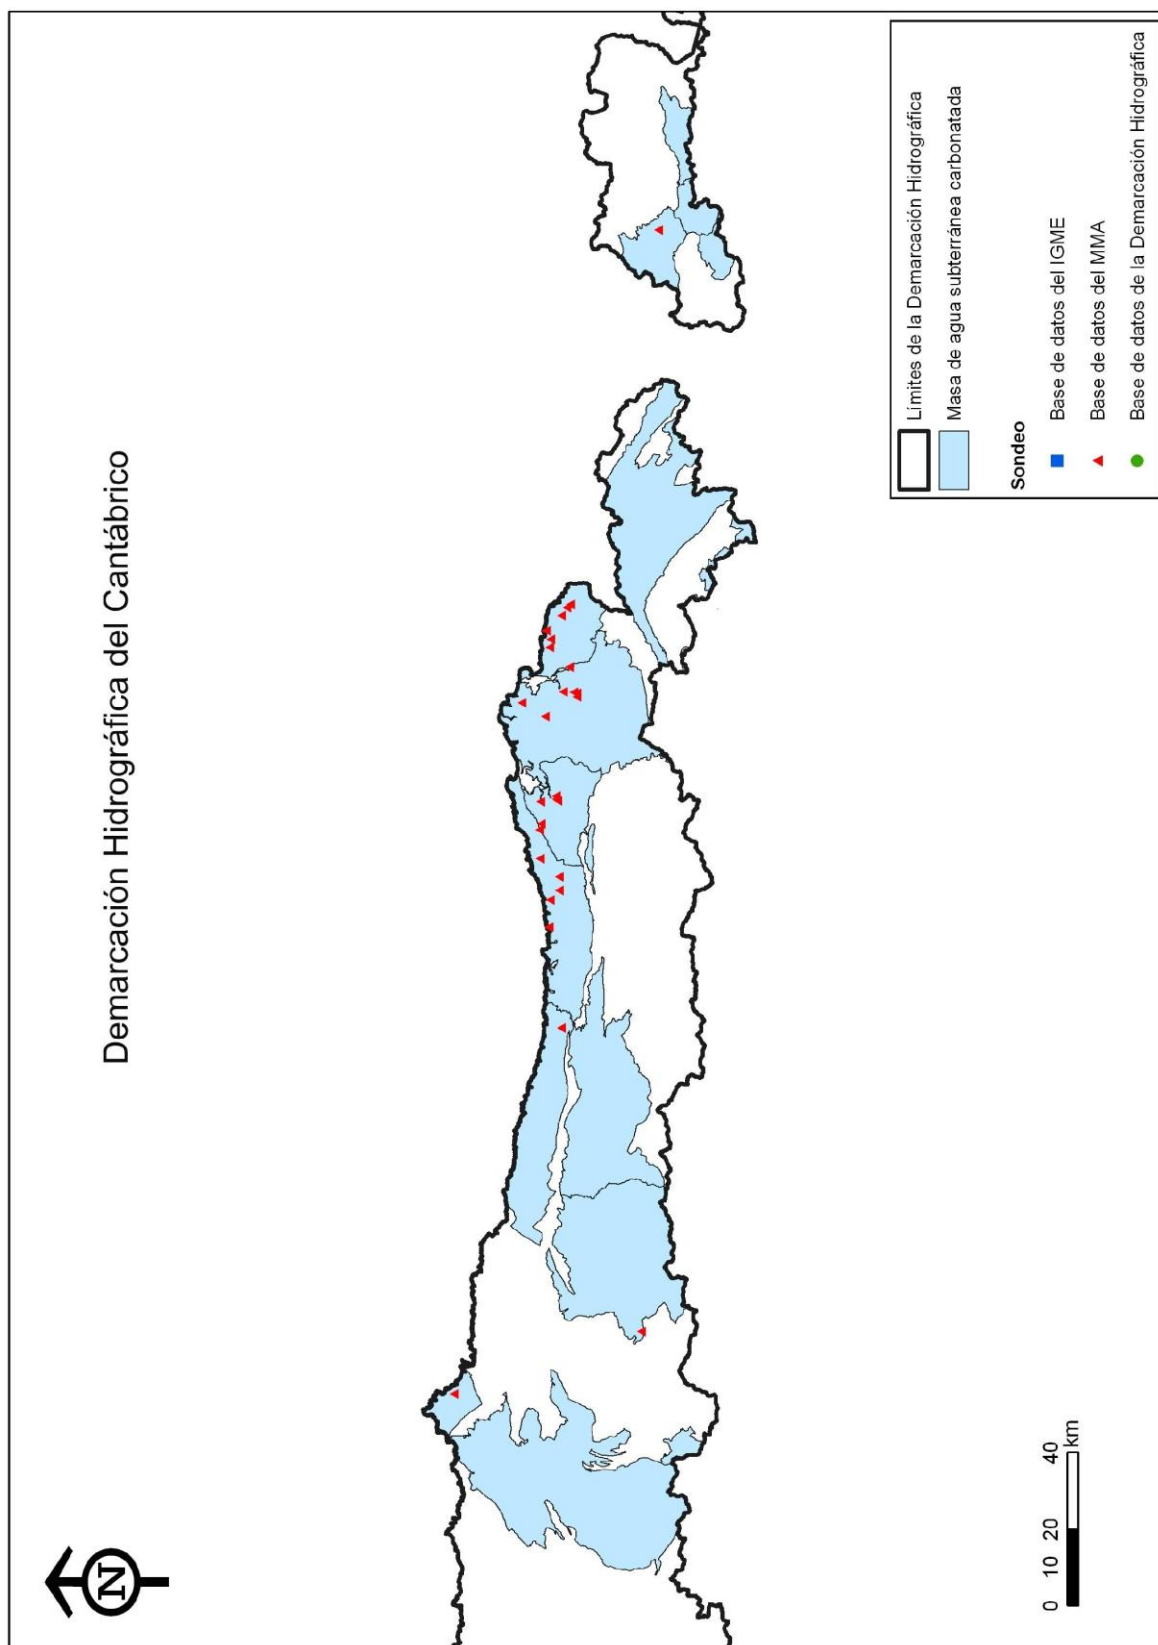 Demarcación Hidrográfica del Cantábrico
N
0 10 20 40
km
Límites de la Demarcación Hidrográfica
Masa de agua subterránea carbonatada
Sondeo
Base de datos del IGME
Base de datos del MMA
Base de datos de la Demarcación Hidrográfica